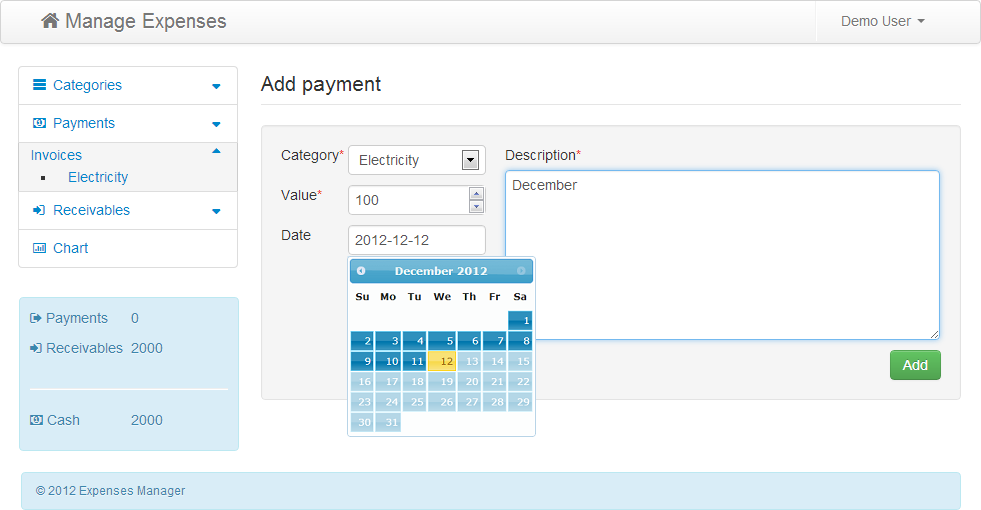 Manage Expenses
Demo User
Categories
Payments
Invoices
Electricity
Receivables
Chart
Payments 0
Receivables 2000
Cash 2000
Add payment
Category* Electricity
Value* 100
Date 2012-12-12
December 2012
Su Mo Tu We Th Fr Sa
1
2 3 4 5 6 7 8
9 10 11 12 13 14 15
16 17 18 19 20 21 22
23 24 25 26 27 28 29
30 31
Description*
December
Add
© 2012 Expenses Manager